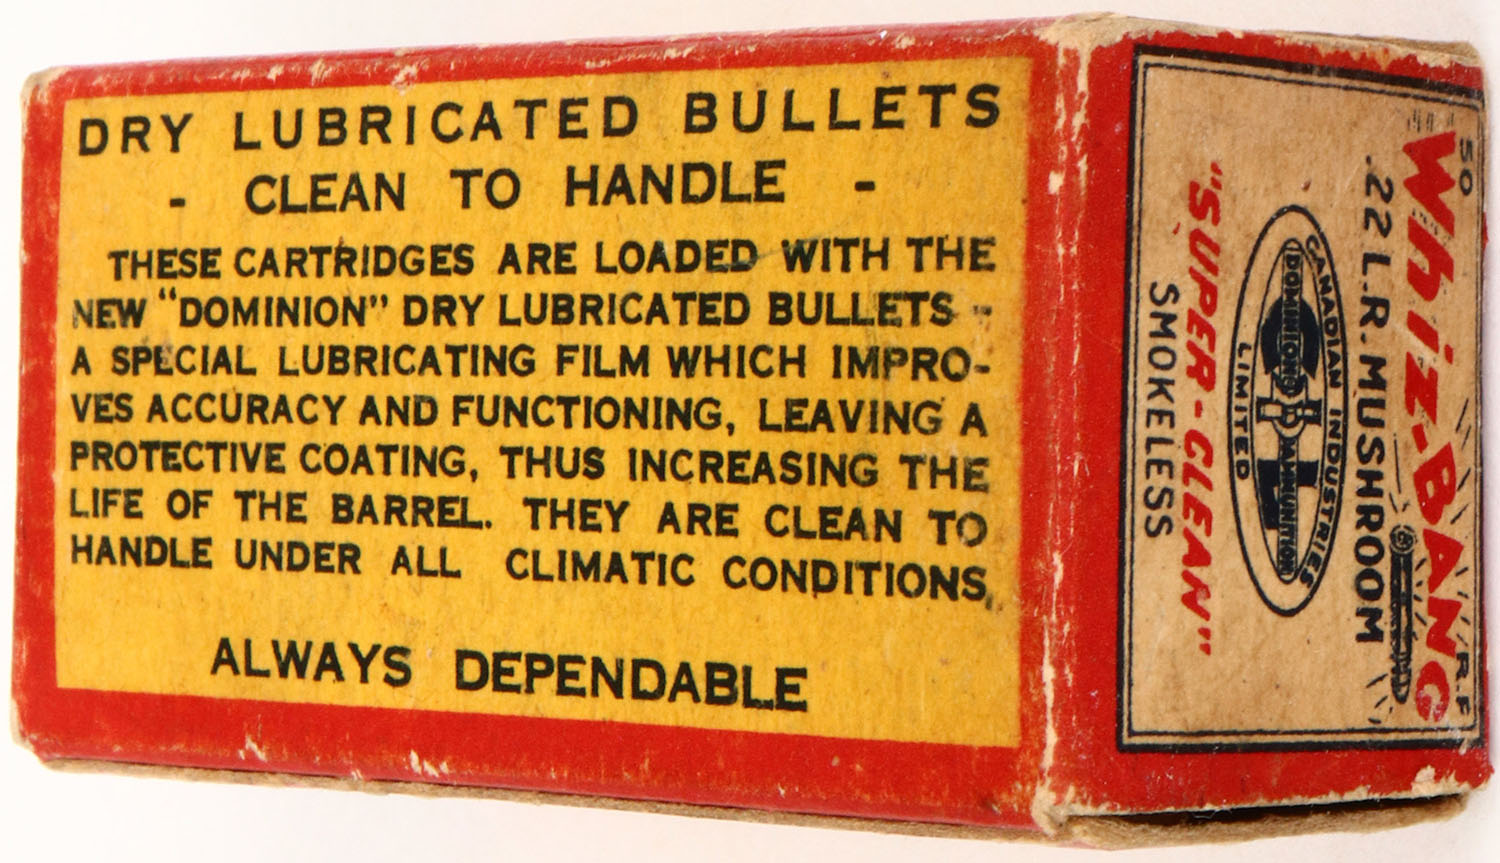 DRY LUBRICATED BULLETS
- CLEAN TO HANDLE -
THESE CARTRIDGES ARE LOADED WITH THE
NEW "DOMINION" DRY LUBRICATED BULLETS -
A SPECIAL LUBRICATING FILM WHICH IMPRO-
VES ACCURACY AND FUNCTIONING, LEAVING A
PROTECTIVE COATING, THUS INCREASING THE
LIFE OF THE BARREL. THEY ARE CLEAN TO
HANDLE UNDER ALL CLIMATIC CONDITIONS,
ALWAYS DEPENDABLE
50 R.F
Whiz-BANG
.22 L.R. MUSHROOM
CANADIAN INDUSTRIES
DOMINION AMMUNITION
LIMITED
"SUPER-CLEAN"
SMOKELESS